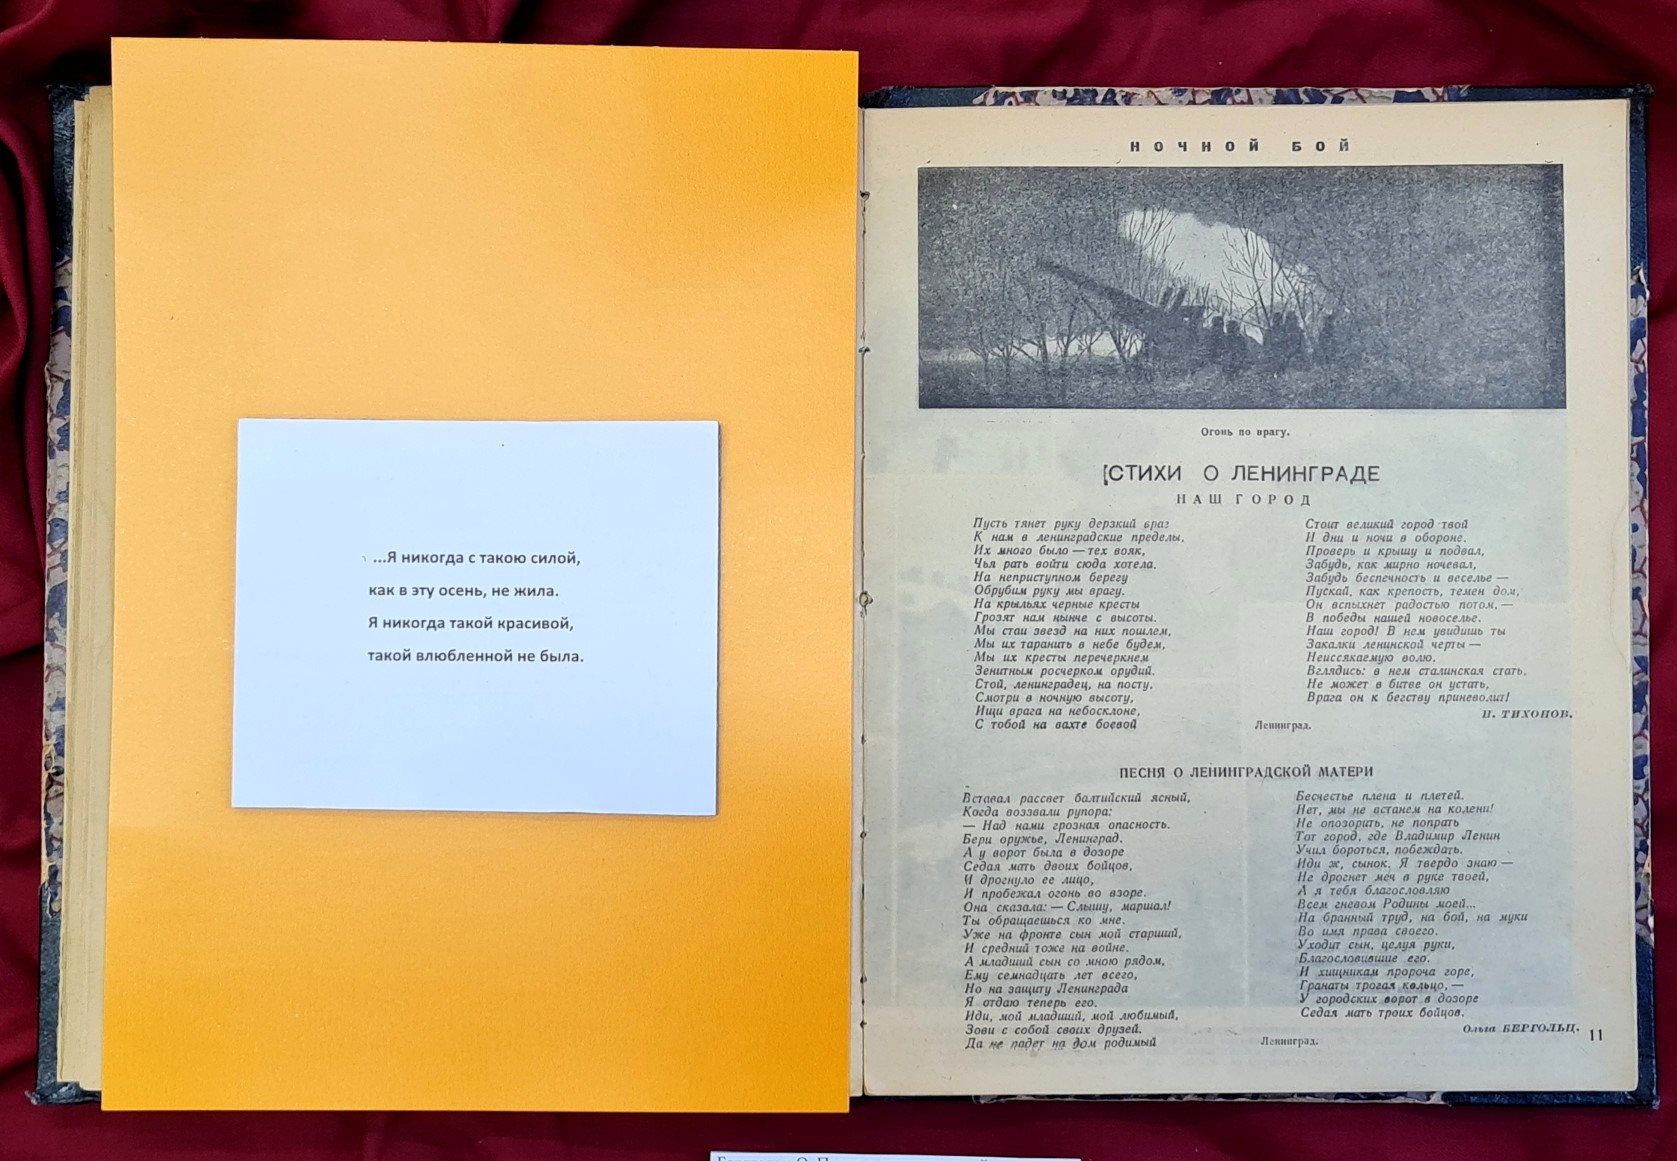 ...Я никогда с такою силой,
как в эту осень, не жила.
Я никогда такой красивой,
такой влюбленной не была.
НОЧНОЙ БОЙ
Огонь по врагу.
СТИХИ О ЛЕНИНГРАДЕ
НАШ ГОРОД
Пусть тянет руку дерзкий враг
К нам в ленинградские пределы,
Их много было — тех вояк,
Чья рать войти сюда хотела.
На неприступном берегу
Обрубим руку мы врагу.
На крыльях черные кресты
Грозят нам нынче с высоты.
Мы стаи звезд на них пошлем,
Мы их таранить в небе будем,
Мы их кресты перечеркнем
Зенитным росчерком орудий.
Стой, ленинградец, на посту,
Смотри в ночную высоту,
Ищи врага на небосклоне,
С тобой на вахте боевой
Стоит великий город твой
И дни и ночи в обороне.
Проверь и крышу и подвал,
Забудь, как мирно ночевал,
Забудь беспечность и веселье —
Пускай, как крепость, темен дом,
Он вспыхнет радостью потом, —
В победы нашей новоселье.
Наш город! В нем увидишь ты
Закалки ленинской черты —
Неиссякаемую волю.
Вглядись: в нем сталинская стать,
Не может в битве он устать,
Врага он к бегству приневолит!
Н. ТИХОНОВ.
Ленинград.
ПЕСНЯ О ЛЕНИНГРАДСКОЙ МАТЕРИ
Вставал рассвет балтийский ясный,
Когда воззвали рупора:
— Над нами грозная опасность.
Бери оружье, Ленинград.
А у ворот была в дозоре
Седая мать двоих бойцов,
И дрогнуло ее лицо,
И пробежал огонь во взоре.
Она сказала: — Слышу, маршал!
Ты обращаешься ко мне.
Уже на фронте сын мой старший,
И средний тоже на войне.
А младший сын со мною рядом,
Ему семнадцать лет всего,
Но на защиту Ленинграда
Я отдаю теперь его.
Иди, мой младший, мой любимый,
Зови с собой своих друзей.
Да не падет на дом родимый
Бесчестье плена и плетей.
Нет, мы не встанем на колени!
Не опозорить, не попрать
Тот город, где Владимир Ленин
Учил бороться, побеждать.
Иди ж, сынок, Я твердо знаю —
Не дрогнет меч в руке твоей,
А я тебя благословляю
Всем гневом Родины моей...
На бранный труд, на бой, на муки
Во имя права своего.
Уходит сын, целуя руки,
Благословившие его.
И хищникам пророча горе,
Гранаты трогая кольцо, —
У городских ворот в дозоре
Седая мать троих бойцов.
Ольга БЕРГОЛЬЦ.
Ленинград.
11